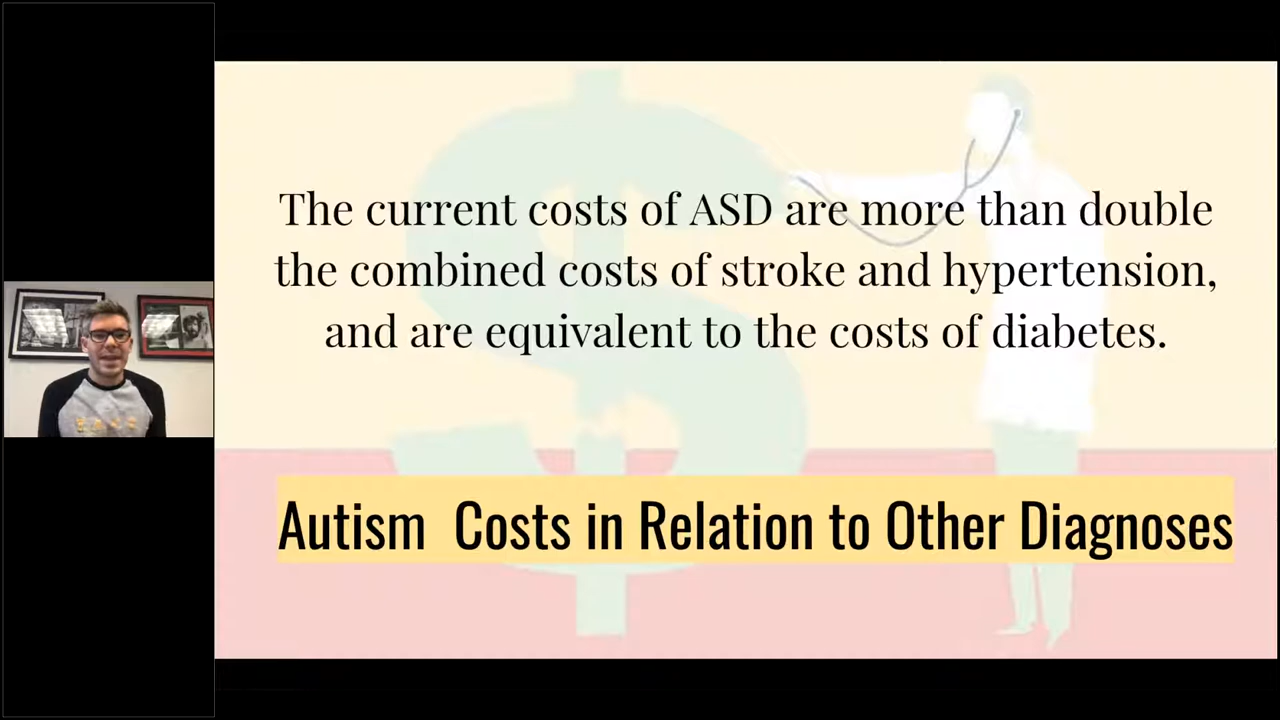 The current costs of ASD are more than double
the combined costs of stroke and hypertension,
and are equivalent to the costs of diabetes.
Autism  Costs in Relation to Other Diagnoses